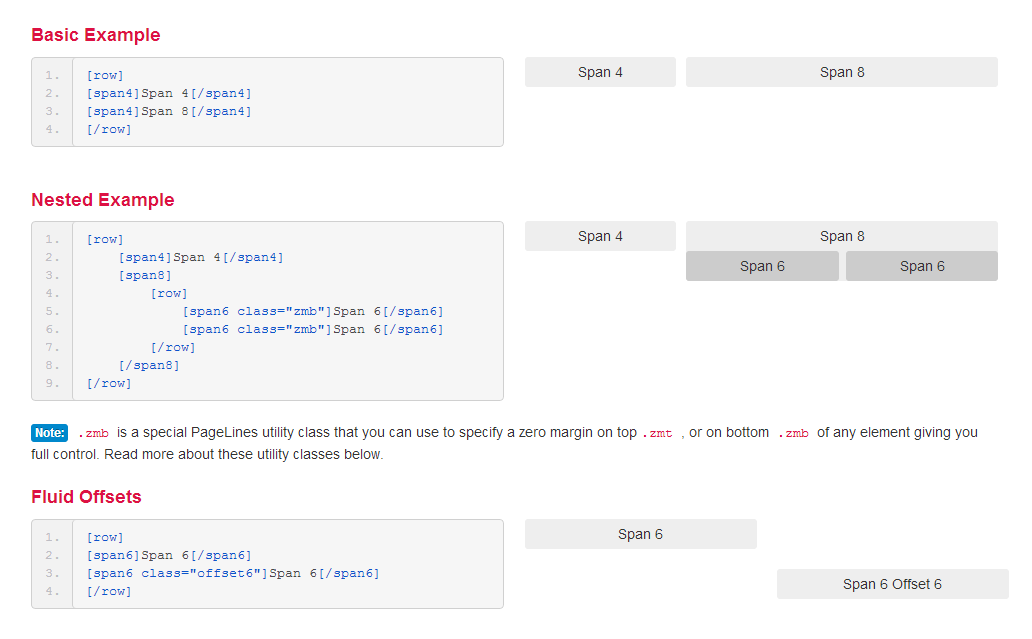 Basic Example
1. [row]
2. [span4]Span 4[/span4]
3. [span4]Span 8[/span4]
4. [/row]
Span 4
Span 8
Nested Example
1. [row]
2. [span4]Span 4[/span4]
3. [span8]
4. [row]
5. [span6 class="zmb"]Span 6[/span6]
6. [span6 class="zmb"]Span 6[/span6]
7. [/row]
8. [/span8]
9. [/row]
Span 4
Span 8
Span 6
Span 6
Note: .zmb is a special PageLines utility class that you can use to specify a zero margin on top .zmt , or on bottom .zmb of any element giving you
full control. Read more about these utility classes below.
Fluid Offsets
1. [row]
2. [span6]Span 6[/span6]
3. [span6 class="offset6"]Span 6[/span6]
4. [/row]
Span 6
Span 6 Offset 6